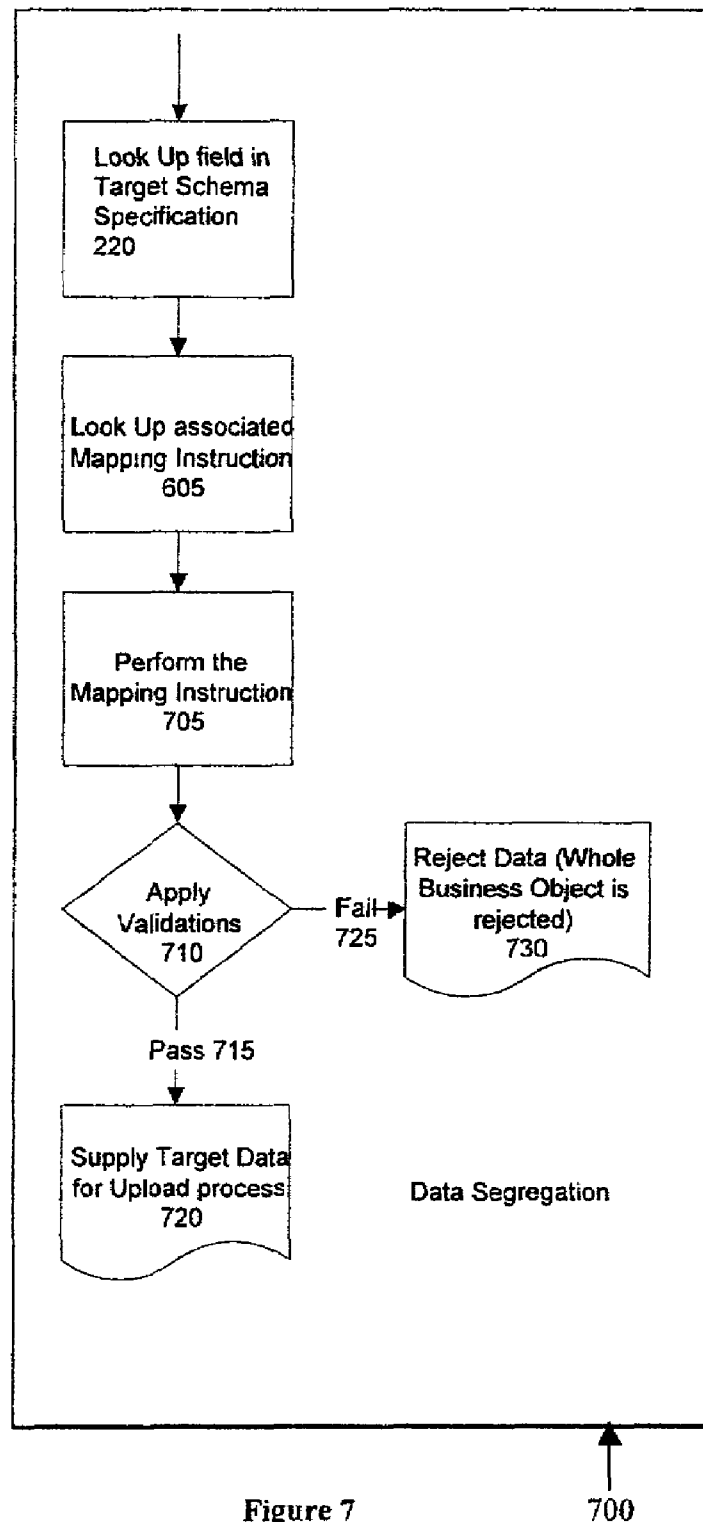 Look Up field in
Target Schema
Specification
220
Look Up associated
Mapping Instruction
605
Perform the
Mapping Instruction
705
Apply
Validations
710
Fail
725
Reject Data (Whole
Business Object is
rejected)
730
Pass 715
Supply Target Data
for Upload process
720
Data Segregation
Figure 7
700